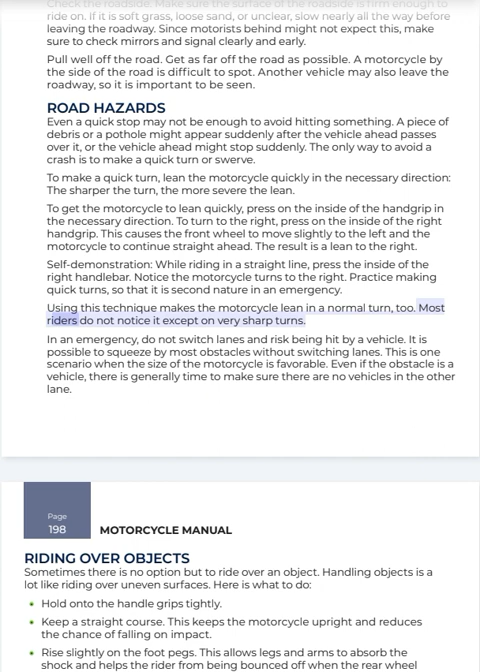 Check the roadside. Make sure the surface of the roadside is firm enough to
ride on. If it is soft grass, loose sand, or unclear, slow nearly all the way before
leaving the roadway. Since motorists behind might not expect this, make
sure to check mirrors and signal clearly and early.
Pull well off the road. Get as far off the road as possible. A motorcycle by
the side of the road is difficult to spot. Another vehicle may also leave the
roadway, so it is important to be seen.
ROAD HAZARDS
Even a quick stop may not be enough to avoid hitting something. A piece of
debris or a pothole might appear suddenly after the vehicle ahead passes
over it, or the vehicle ahead might stop suddenly. The only way to avoid a
crash is to make a quick turn or swerve.
To make a quick turn, lean the motorcycle quickly in the necessary direction:
The sharper the turn, the more severe the lean.
To get the motorcycle to lean quickly, press on the inside of the handgrip in
the necessary direction. To turn to the right, press on the inside of the right
handgrip. This causes the front wheel to move slightly to the left and the
motorcycle to continue straight ahead. The result is a lean to the right.
Self-demonstration: While riding in a straight line, press the inside of the
right handlebar. Notice the motorcycle turns to the right. Practice making
quick turns, so that it is second nature in an emergency.
Using this technique makes the motorcycle lean in a normal turn, too. Most
riders do not notice it except on very sharp turns.
In an emergency, do not switch lanes and risk being hit by a vehicle. It is
possible to squeeze by most obstacles without switching lanes. This is one
scenario when the size of the motorcycle is favorable. Even if the obstacle is a
vehicle, there is generally time to make sure there are no vehicles in the other
lane.
Page
198
MOTORCYCLE MANUAL
RIDING OVER OBJECTS
Sometimes there is no option but to ride over an object. Handling objects is a
lot like riding over uneven surfaces. Here is what to do:
• Hold onto the handle grips tightly.
• Keep a straight course. This keeps the motorcycle upright and reduces
the chance of falling on impact.
• Rise slightly on the foot pegs. This allows legs and arms to absorb the
shock and helps the rider from being bounced off when the rear wheel